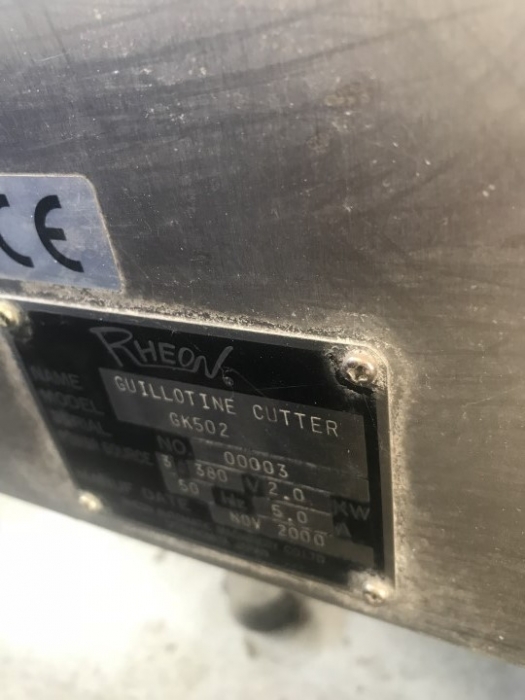 CE
RHEON
NAME GUILLOTINE CUTTER
MODEL GK502
SERIAL NO. 00003
SOURCE 3 380 V 2.0 KW
50 Hz 5.0 A
DATE NOV 2000